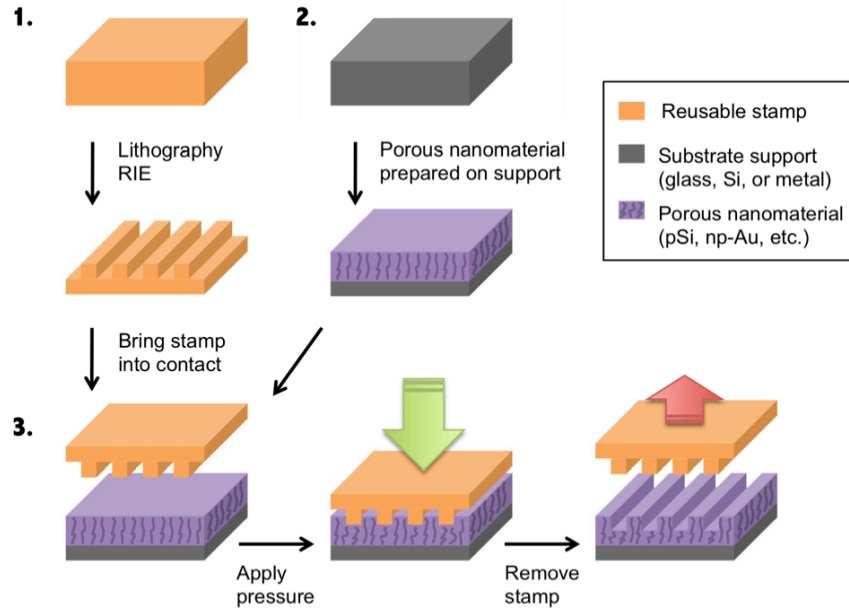 1.
2.
Lithography
RIE
Porous nanomaterial
prepared on support
Reusable stamp
Substrate support
(glass, Si, or metal)
Porous nanomaterial
(pSi, np-Au, etc.)
Bring stamp
into contact
3.
Apply
pressure
Remove
stamp